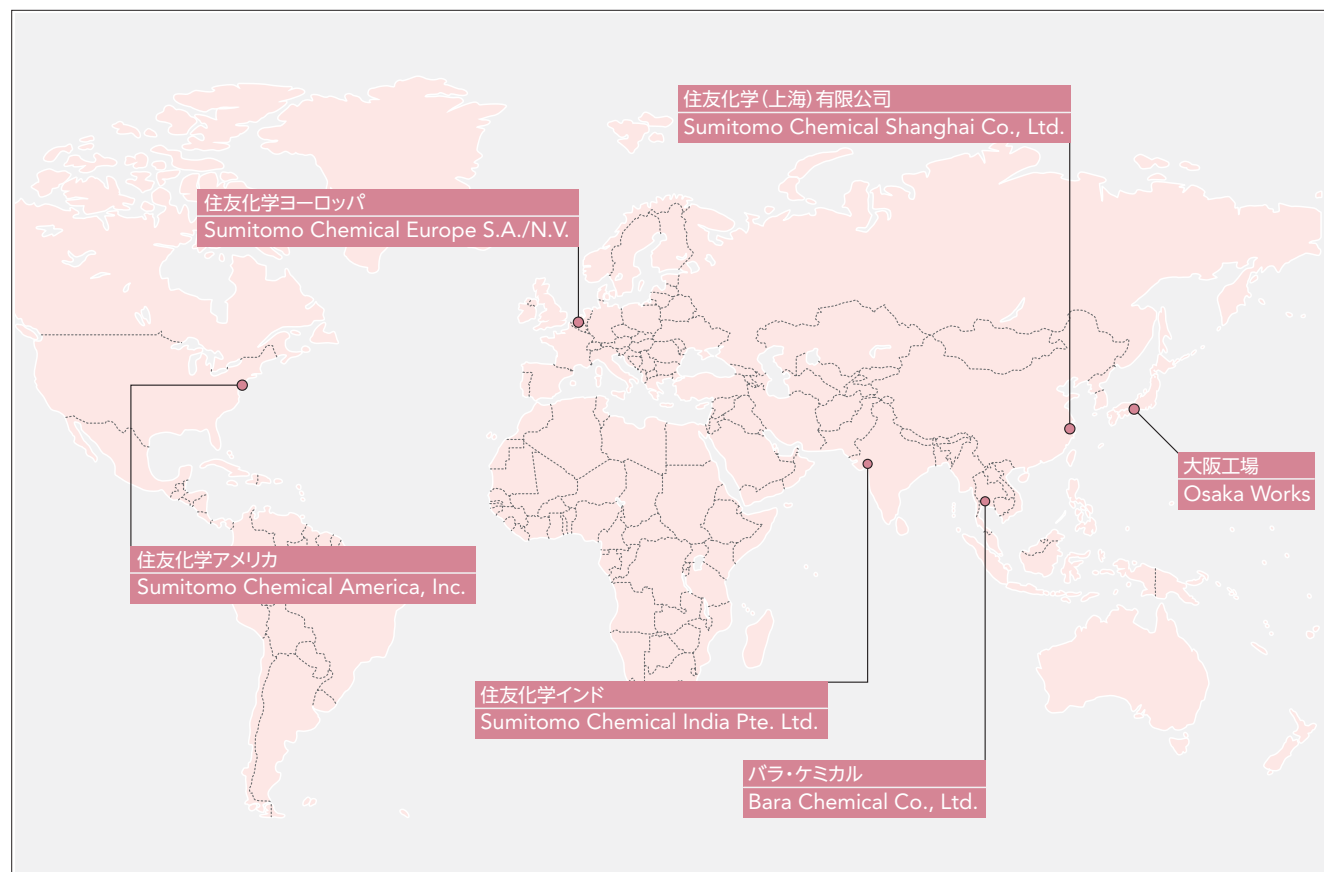 住友化学（上海）有限公司
Sumitomo Chemical Shanghai Co., Ltd.
住友化学ヨーロッパ
Sumitomo Chemical Europe S.A./N.V.
大阪工場
Osaka Works
住友化学アメリカ
Sumitomo Chemical America, Inc.
住友化学インド
Sumitomo Chemical India Pte. Ltd.
バラ・ケミカル
Bara Chemical Co., Ltd.